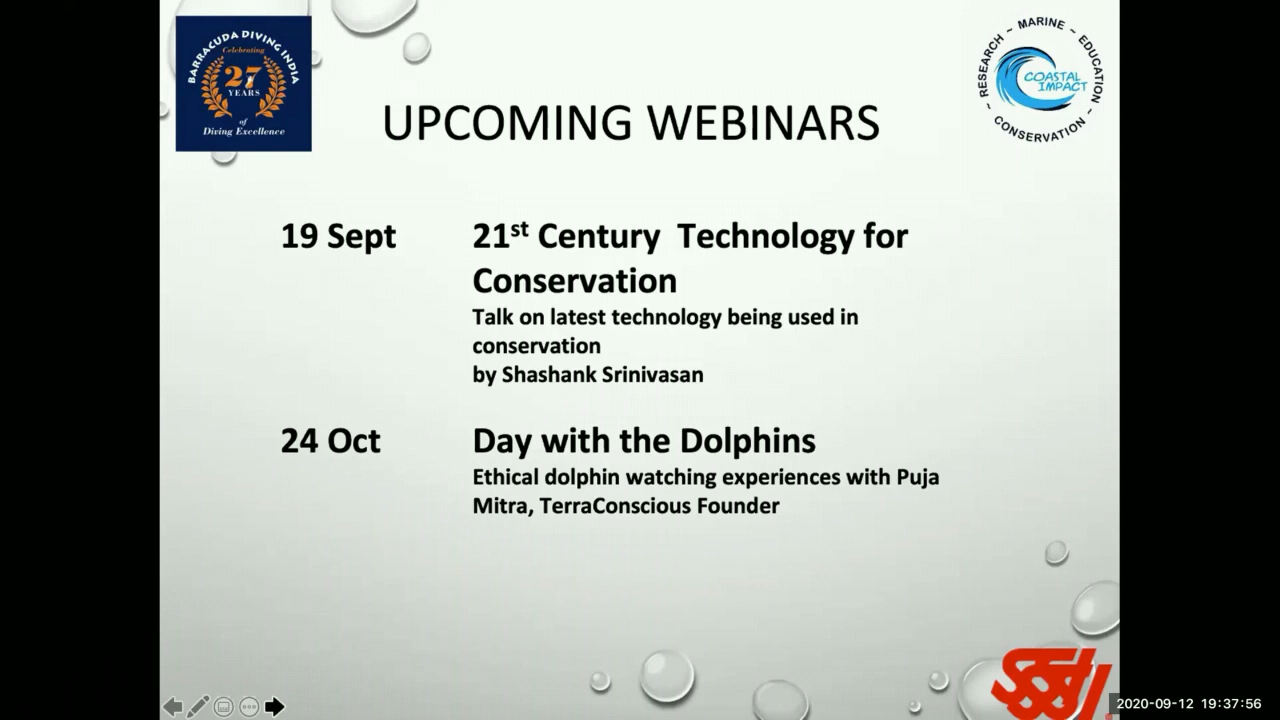 BARRACUDA DIVING INDIA
Celebrating
27
YEARS
of
Diving Excellence
RESEARCH ~ MARINE ~ EDUCATION ~ CONSERVATION ~
COASTAL
IMPACT
UPCOMING WEBINARS
19 Sept
21st Century  Technology for
Conservation
Talk on latest technology being used in
conservation
by Shashank Srinivasan
24 Oct
Day with the Dolphins
Ethical dolphin watching experiences with Puja
Mitra, TerraConscious Founder
SSI
2020-09-12 19:37:56